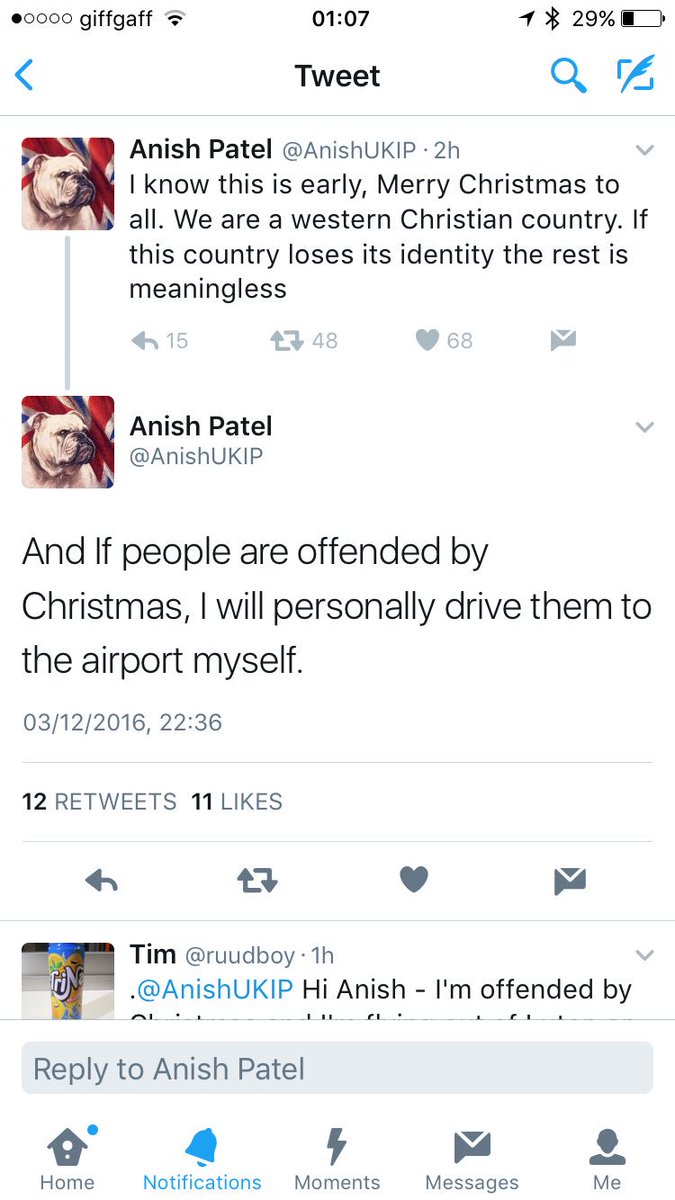 giffgaff 01:07 29%
Tweet
Anish Patel @AnishUKIP · 2h
I know this is early, Merry Christmas to
all. We are a western Christian country. If
this country loses its identity the rest is
meaningless
15 48 68
Anish Patel
@AnishUKIP
And If people are offended by
Christmas, I will personally drive them to
the airport myself.
03/12/2016, 22:36
12 RETWEETS 11 LIKES
Tim @ruudboy · 1h
.@AnishUKIP Hi Anish - I'm offended by
Reply to Anish Patel
Home Notifications Moments Messages Me